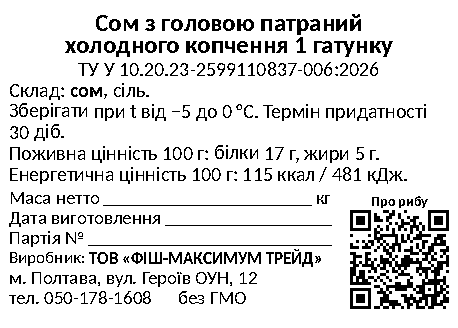 Сом з головою патраний
холодного копчення 1 гатунку
ТУ У 10.20.23-2599110837-006:2026
Склад: сом, сіль.
Зберігати при t від −5 до 0 °С. Термін придатності
30 діб.
Поживна цінність 100 г: білки 17 г, жири 5 г.
Енергетична цінність 100 г: 115 ккал / 481 кДж.
Маса нетто ____________________ кг
Про рибу
Дата виготовлення ________________
Партія № ________________________
Виробник: ТОВ «ФІШ-МАКСИМУМ ТРЕЙД»
м. Полтава, вул. Героїв ОУН, 12
тел. 050-178-1608 без ГМО